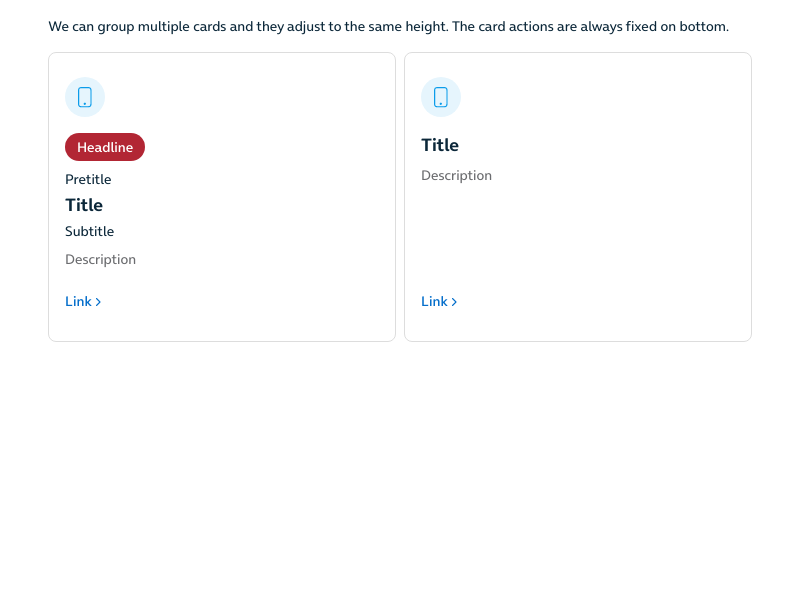 We can group multiple cards and they adjust to the same height. The card actions are always fixed on bottom.
Headline
Pretitle
Title
Subtitle
Description
Link
Title
Description
Link